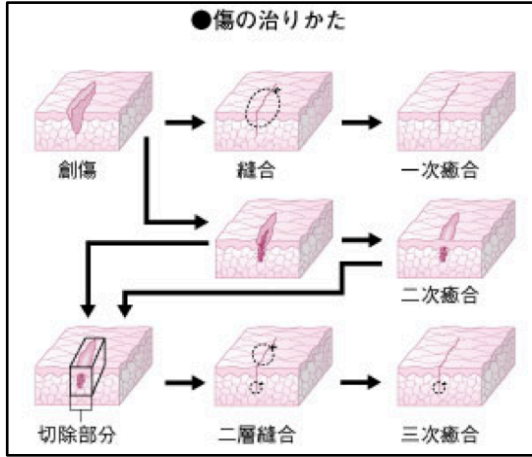 ●傷の治りかた
創傷
縫合
一次癒合
二次癒合
切除部分
二層縫合
三次癒合